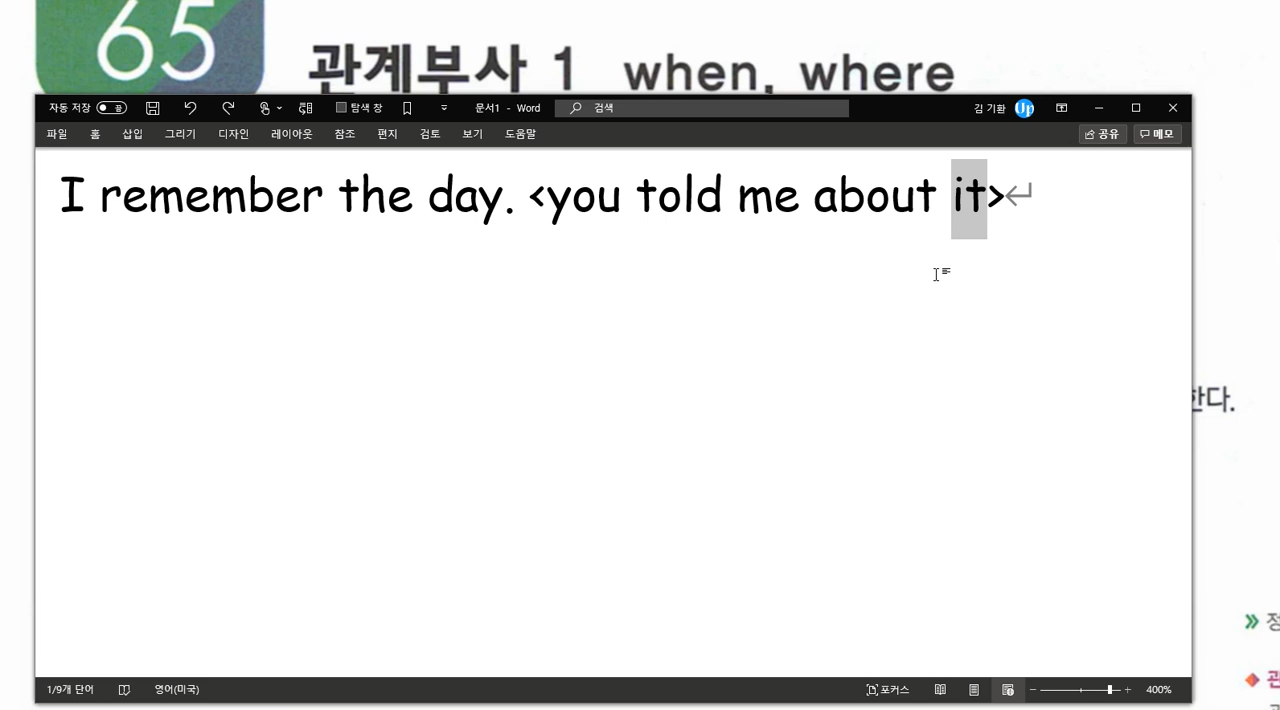 65
관계부사 1 when, where
자동 저장 끔 탐색 창 문서1 - Word 검색 김 기환 Up
파일 홈 삽입 그리기 디자인 레이아웃 참조 편지 검토 보기 도움말 공유 메모
I remember the day. <you told me about it>↵
한다.
정
관
1/9개 단어 영어(미국) 포커스 400%